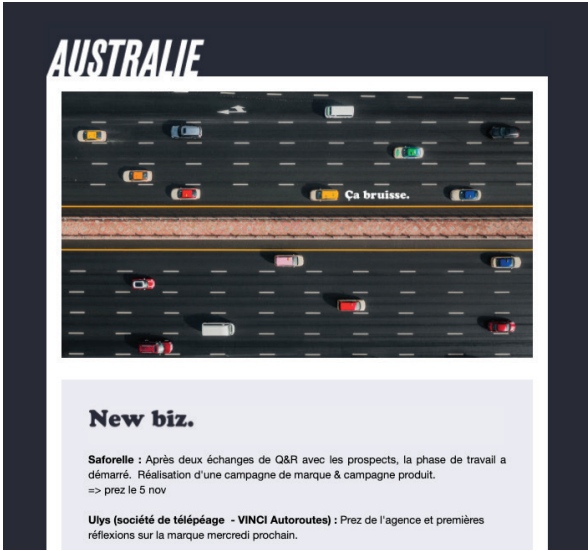 AUSTRALIE
Ça bruisse.
New biz.
Saforelle : Après deux échanges de Q&R avec les prospects, la phase de travail a
démarré.  Réalisation d'une campagne de marque & campagne produit.
=> prez le 5 nov
Ulys (société de télépéage  - VINCI Autoroutes) : Prez de l'agence et premières
réflexions sur la marque mercredi prochain.